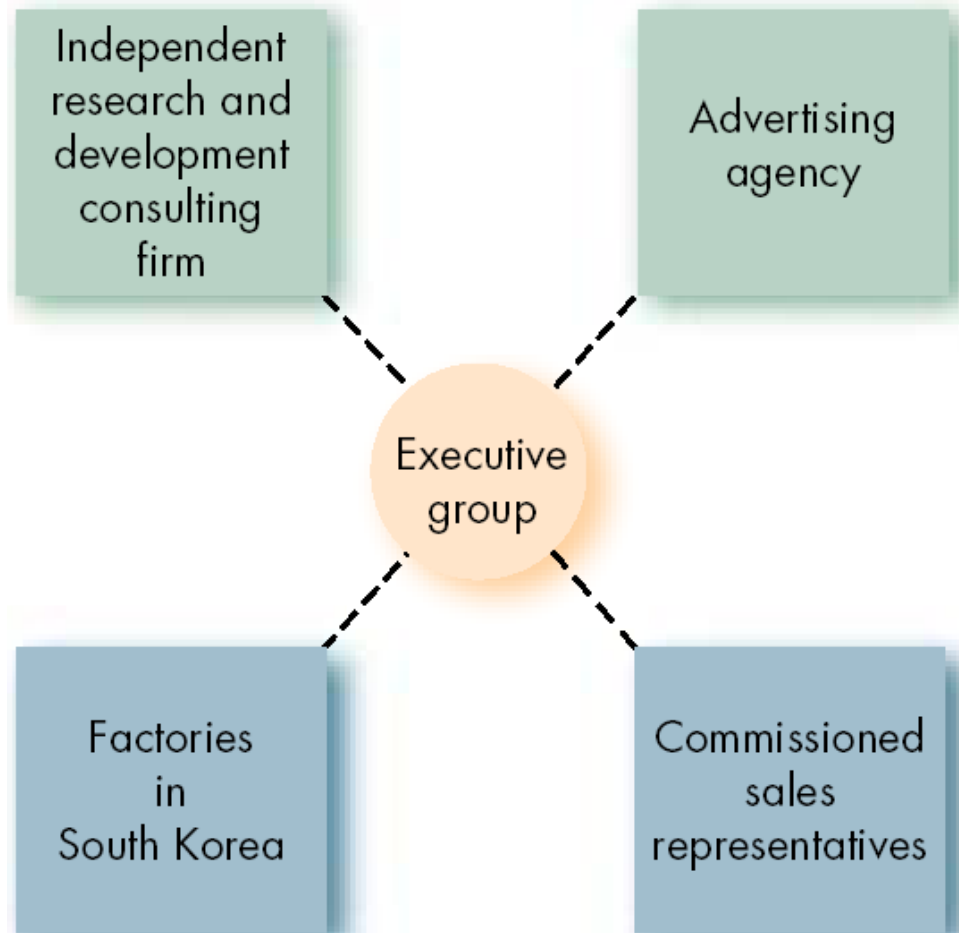 Independent
research and
development
consulting
firm
Advertising
agency
Executive
group
Factories
in
South Korea
Commissioned
sales
representatives